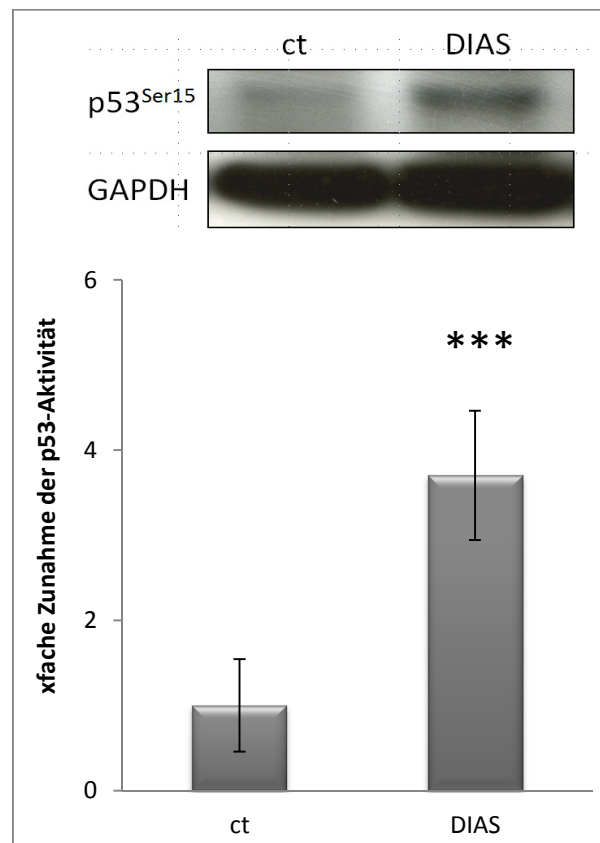 ct DIAS
p53Ser15
GAPDH
xfache Zunahme der p53-Aktivität
6
***
4
2
0
ct DIAS